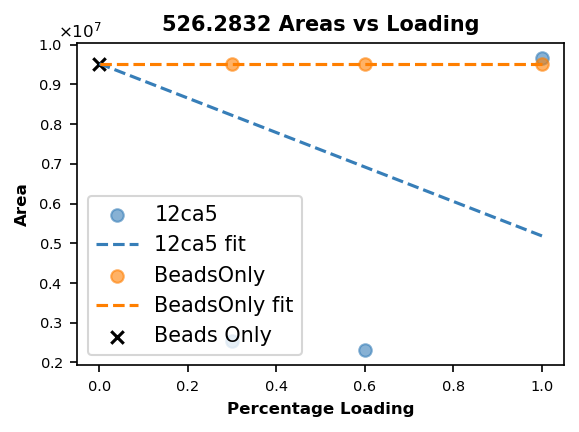 526.2832 Areas vs Loading
×10⁷
1.0
0.9
0.8
0.7
0.6
0.5
0.4
0.3
0.2
Area
12ca5
12ca5 fit
BeadsOnly
BeadsOnly fit
Beads Only
0.0 0.2 0.4 0.6 0.8 1.0
Percentage Loading